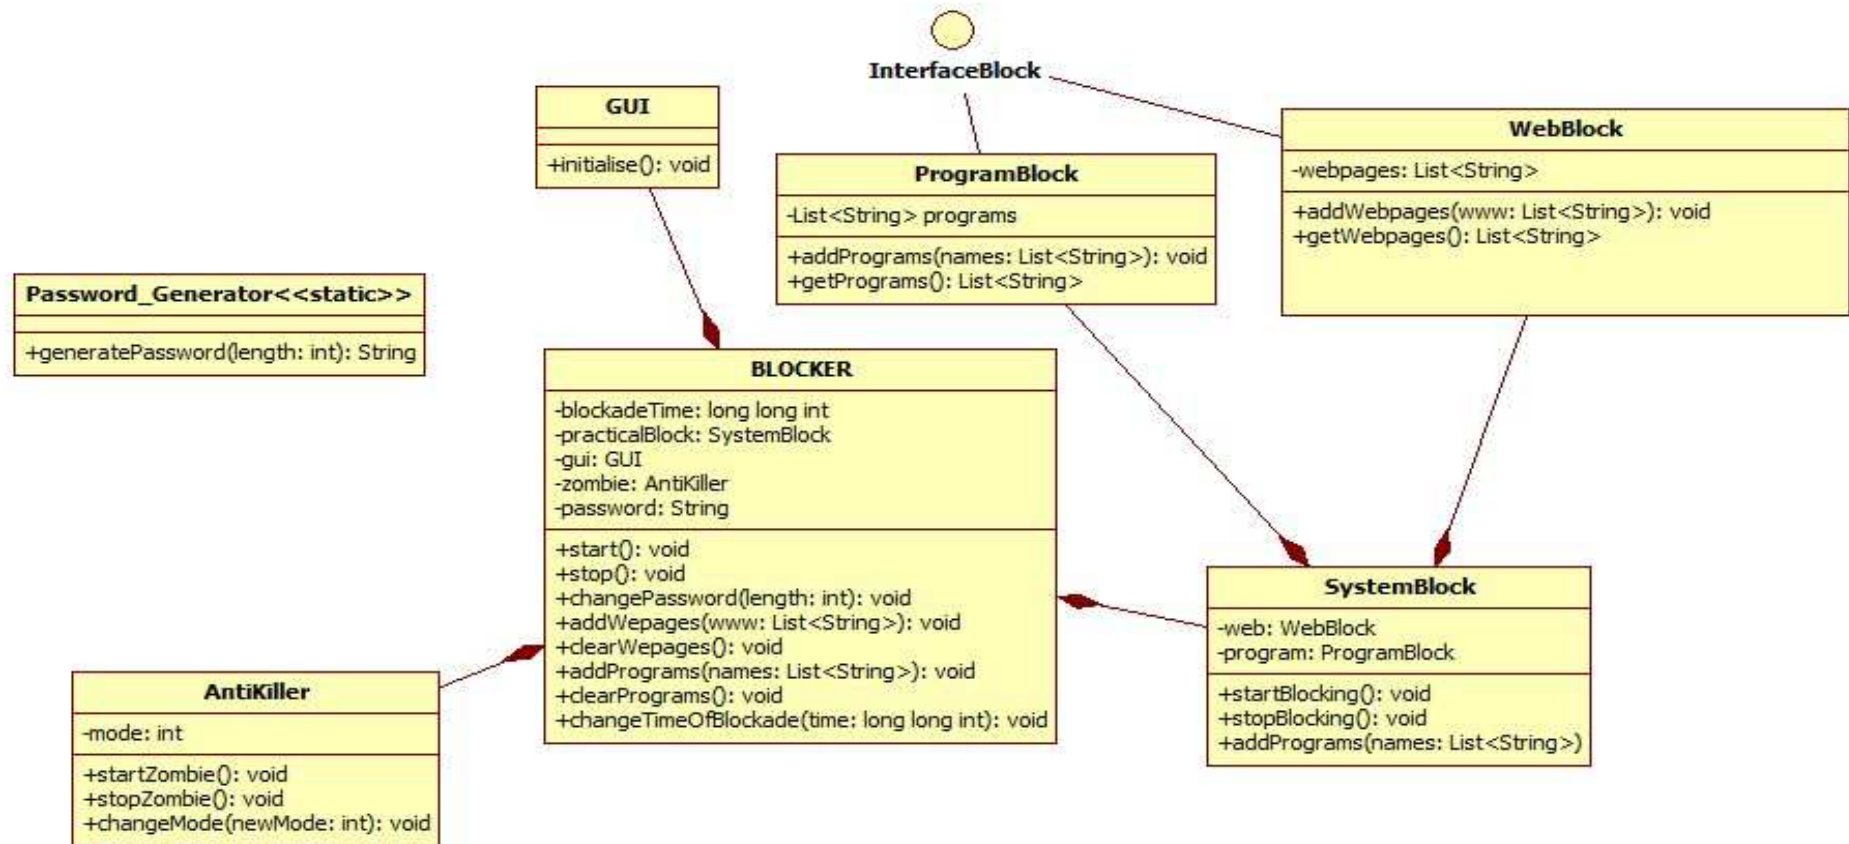 InterfaceBlock
GUI
+initialise(): void
ProgramBlock
-List<String> programs
+addPrograms(names: List<String>): void
+getPrograms(): List<String>
WebBlock
-webpages: List<String>
+addWebpages(www: List<String>): void
+getWebpages(): List<String>
Password_Generator<<static>>
+generatePassword(length: int): String
BLOCKER
-blockadeTime: long long int
-practicalBlock: SystemBlock
-gui: GUI
-zombie: AntiKiller
-password: String
+start(): void
+stop(): void
+changePassword(length: int): void
+addWepages(www: List<String>): void
+clearWepages(): void
+addPrograms(names: List<String>): void
+clearPrograms(): void
+changeTimeOfBlockade(time: long long int): void
SystemBlock
-web: WebBlock
-program: ProgramBlock
+startBlocking(): void
+stopBlocking(): void
+addPrograms(names: List<String>)
AntiKiller
-mode: int
+startZombie(): void
+stopZombie(): void
+changeMode(newMode: int): void